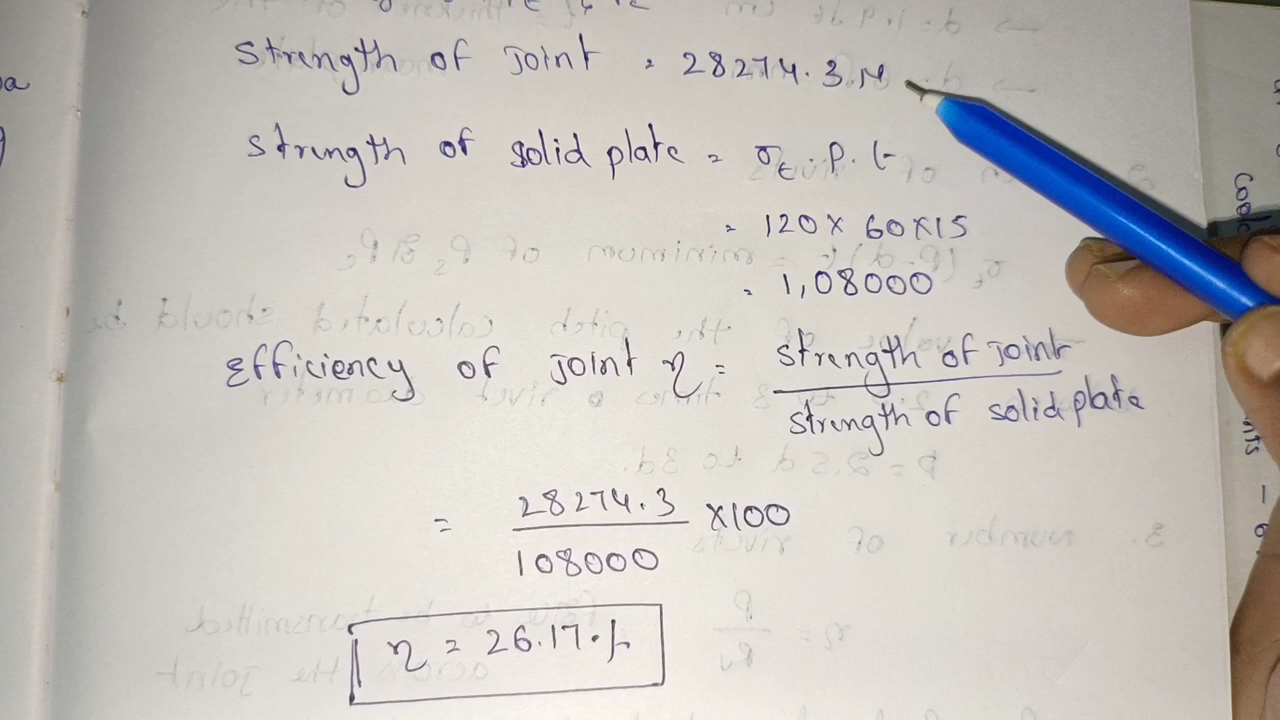 strength of joint = 28274.3 N
strength of solid plate = σt . P. t
= 120 x 60 x 15
= 1,08000
Efficiency of joint η = strength of joint
strength of solid plate
= 28274.3 x 100
108000
η = 26.17 %